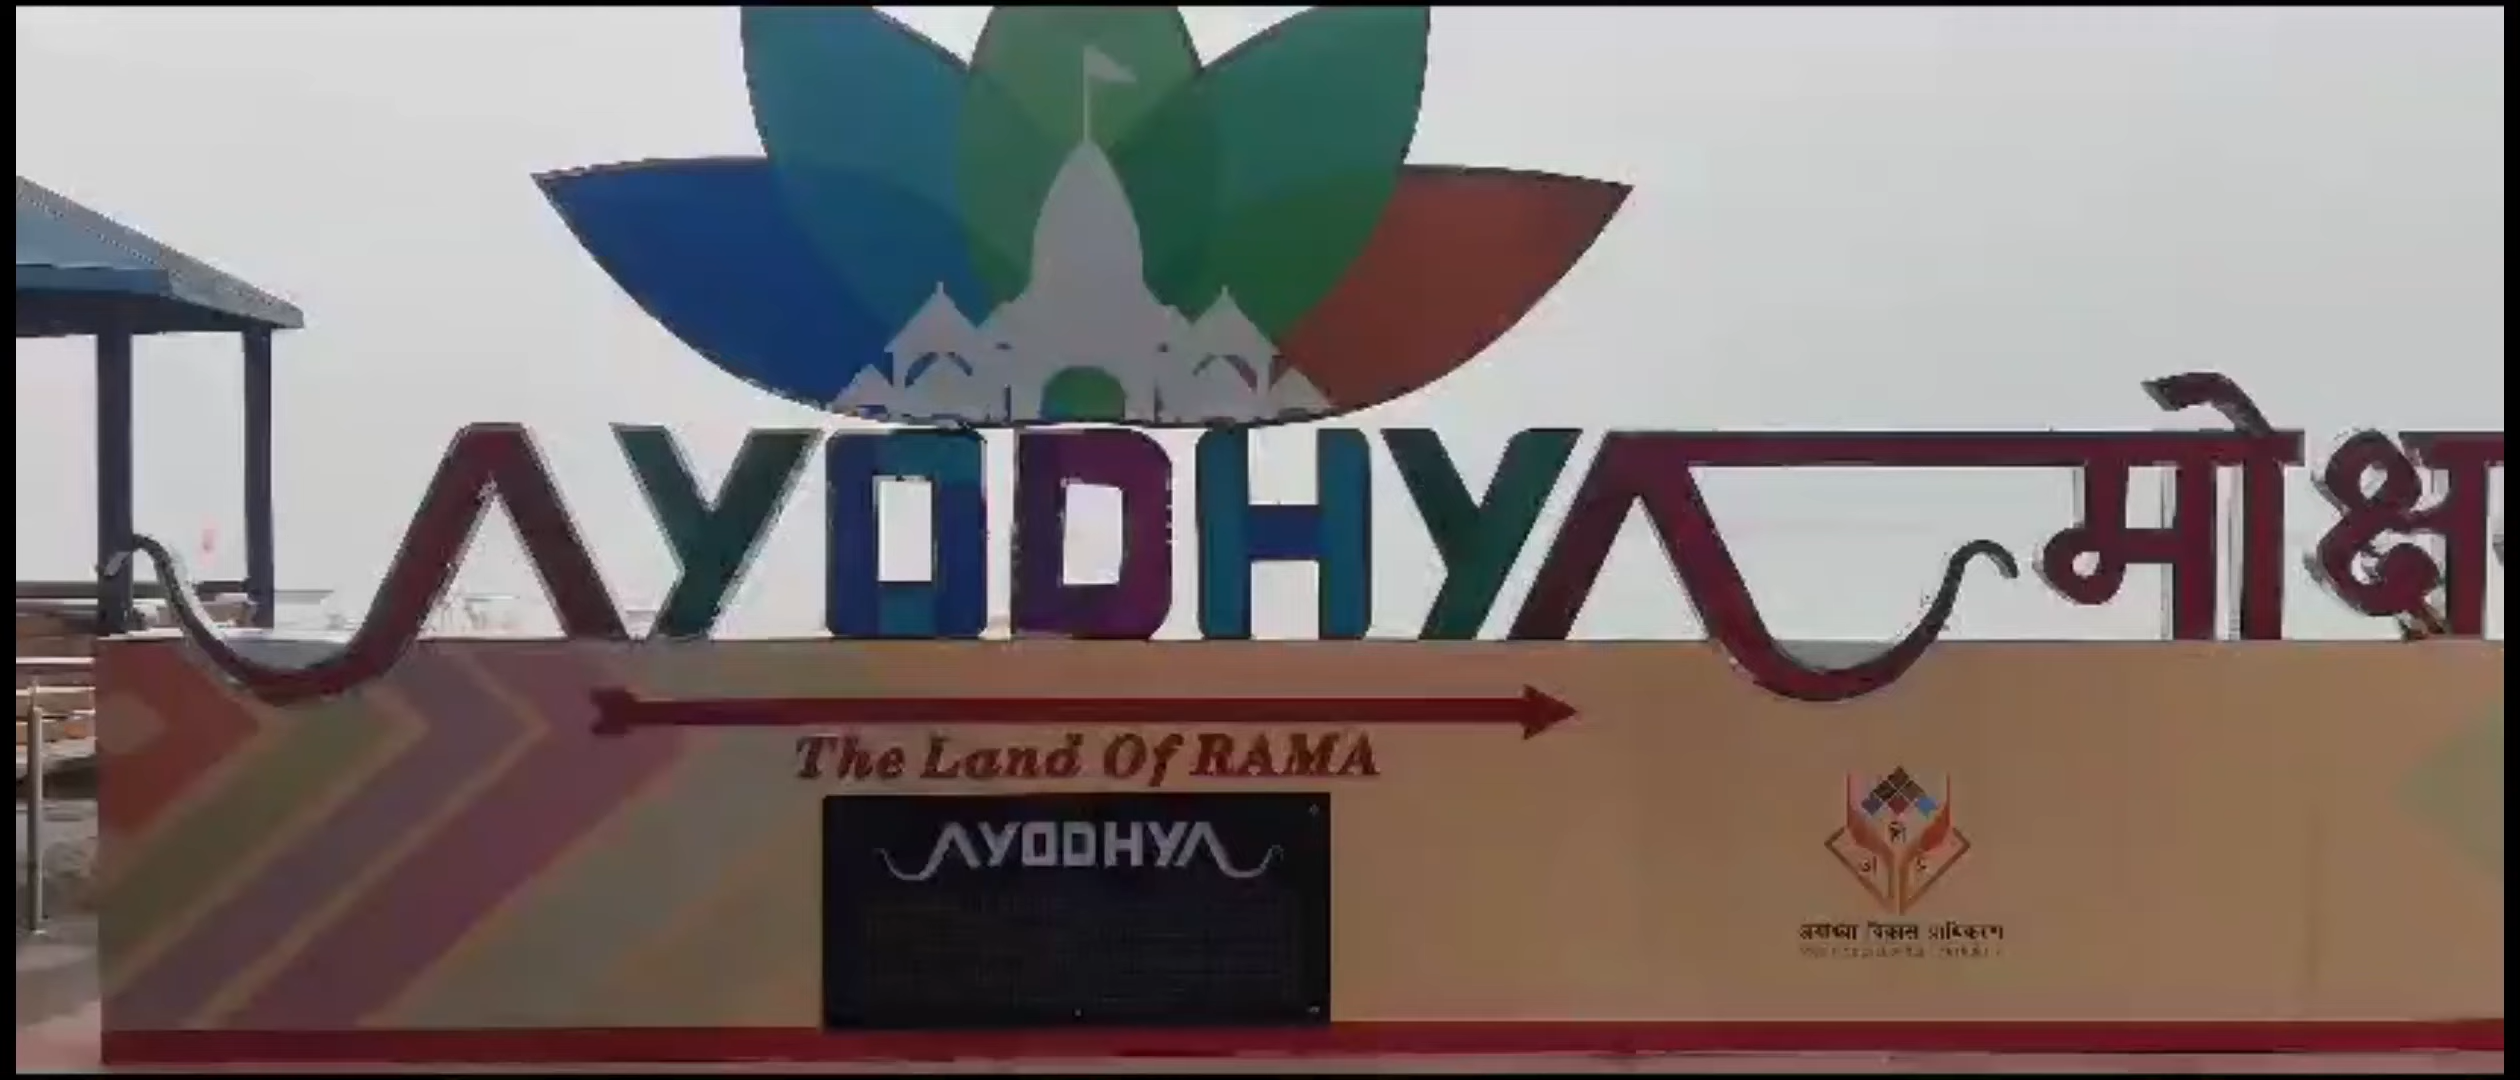 AYODHYA मोक्ष
The Land Of RAMA
AYODHYA
अयोध्या विकास प्राधिकरण